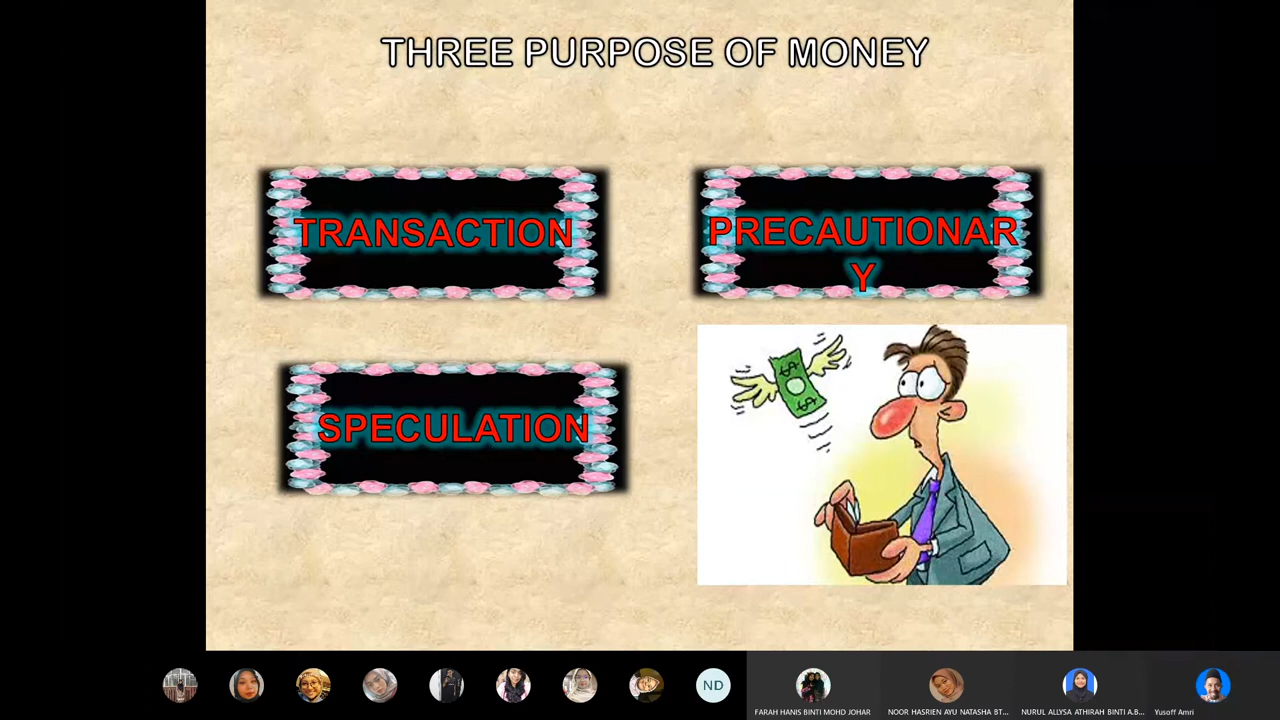 THREE PURPOSE OF MONEY
TRANSACTION
PRECAUTIONAR
Y
SPECULATION
ND
FARAH HANIS BINTI MOHD JOHAR
NOOR HASRIEN AYU NATASHA BT...
NURUL ALLYSA ATHIRAH BINTI A.B...
Yusoff Amri